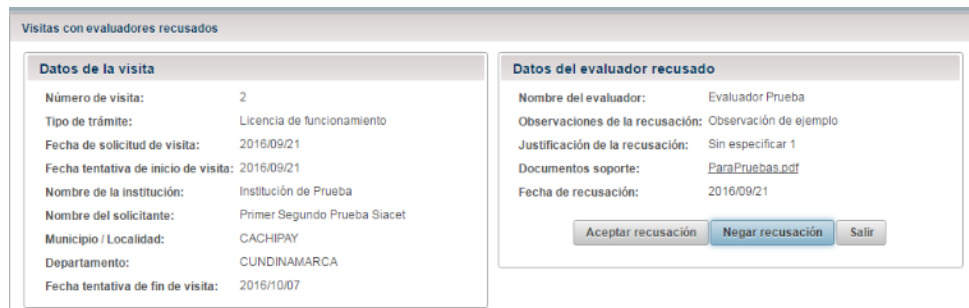 Visitas con evaluadores recusados
Datos de la visita
Número de visita: 2
Tipo de trámite: Licencia de funcionamiento
Fecha de solicitud de visita: 2016/09/21
Fecha tentativa de inicio de visita: 2016/09/21
Nombre de la institución: Institución de Prueba
Nombre del solicitante: Primer Segundo Prueba Siacet
Municipio / Localidad: CACHIPAY
Departamento: CUNDINAMARCA
Fecha tentativa de fin de visita: 2016/10/07
Datos del evaluador recusado
Nombre del evaluador: Evaluador Prueba
Observaciones de la recusación: Observación de ejemplo
Justificación de la recusación: Sin especificar 1
Documentos soporte: ParaPruebas.pdf
Fecha de recusación: 2016/09/21
Aceptar recusación Negar recusación Salir